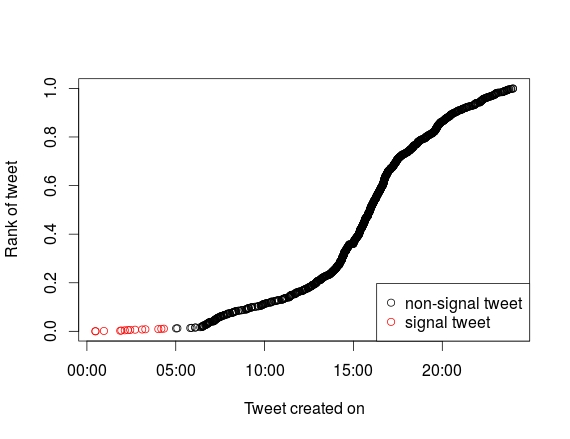 Rank of tweet
1.0
0.8
0.6
0.4
0.2
0.0
non-signal tweet
signal tweet
00:00 05:00 10:00 15:00 20:00
Tweet created on